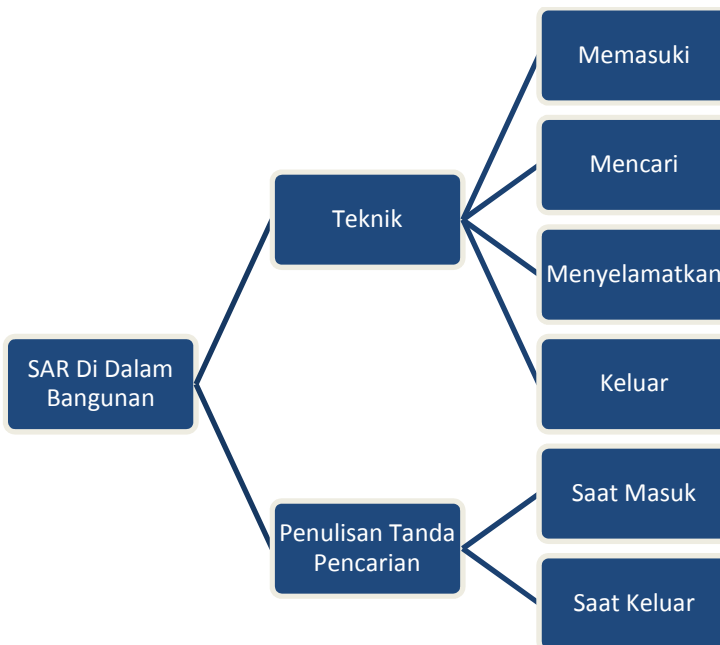 SAR Di Dalam
Bangunan
Teknik
Memasuki
Mencari
Menyelamatkan
Keluar
Penulisan Tanda
Pencarian
Saat Masuk
Saat Keluar